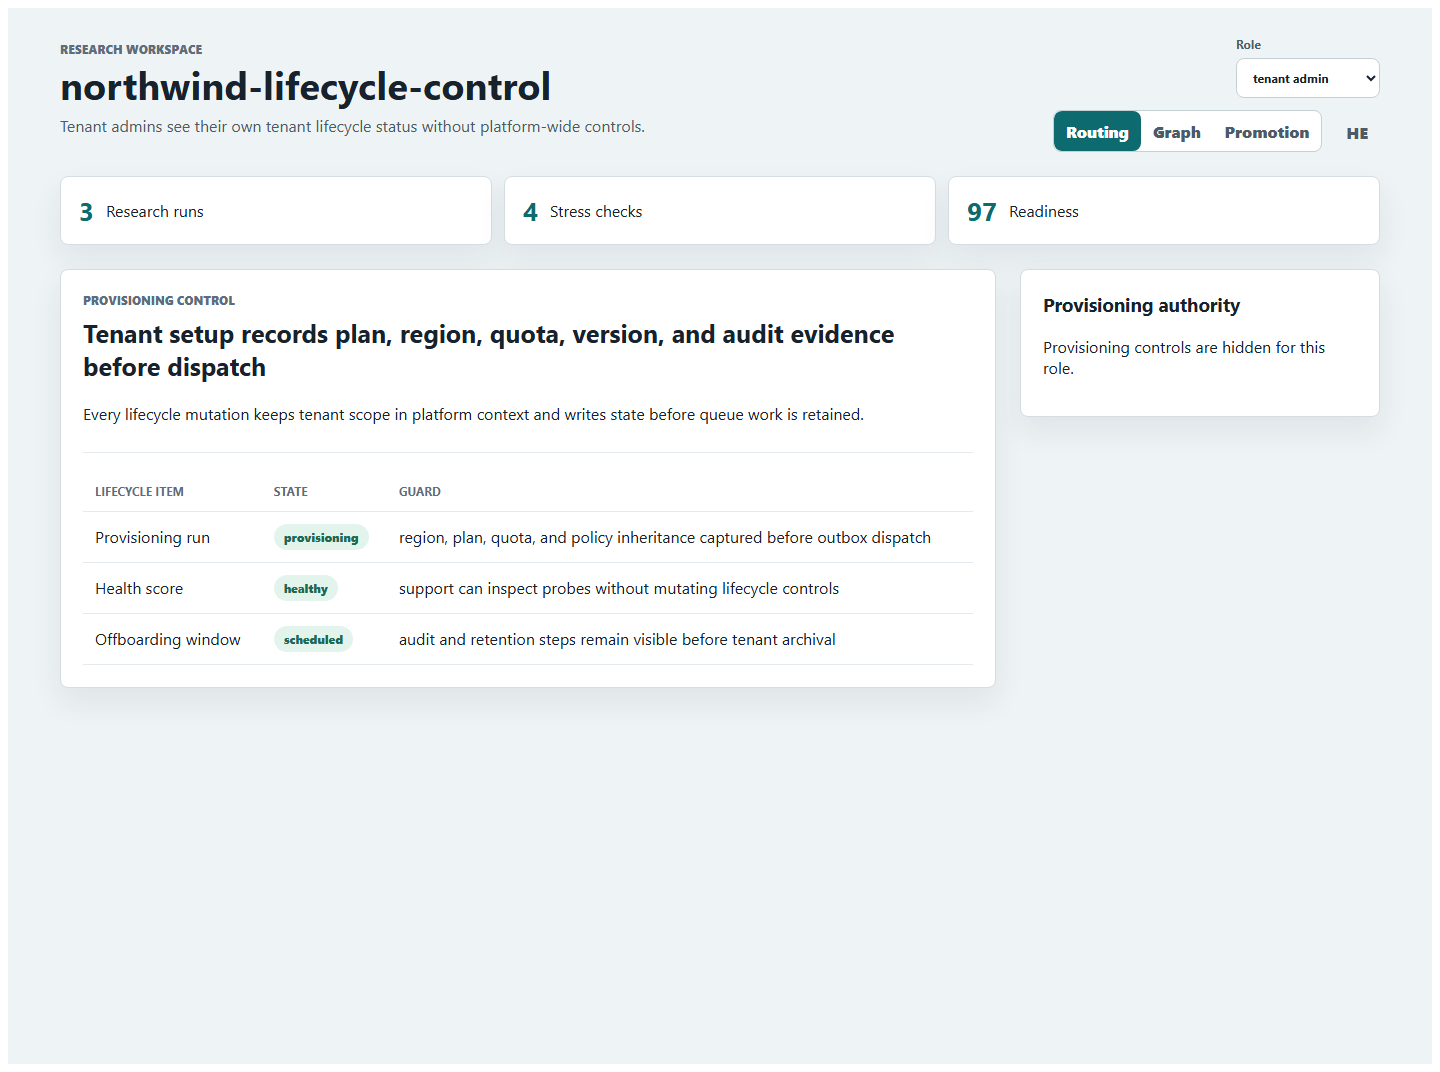 RESEARCH WORKSPACE
northwind-lifecycle-control
Tenant admins see their own tenant lifecycle status without platform-wide controls.
Role
tenant admin
Routing Graph Promotion HE
3 Research runs
4 Stress checks
97 Readiness
PROVISIONING CONTROL
Tenant setup records plan, region, quota, version, and audit evidence
before dispatch
Every lifecycle mutation keeps tenant scope in platform context and writes state before queue work is retained.
LIFECYCLE ITEM STATE GUARD
Provisioning run provisioning region, plan, quota, and policy inheritance captured before outbox dispatch
Health score healthy support can inspect probes without mutating lifecycle controls
Offboarding window scheduled audit and retention steps remain visible before tenant archival
Provisioning authority
Provisioning controls are hidden for this
role.